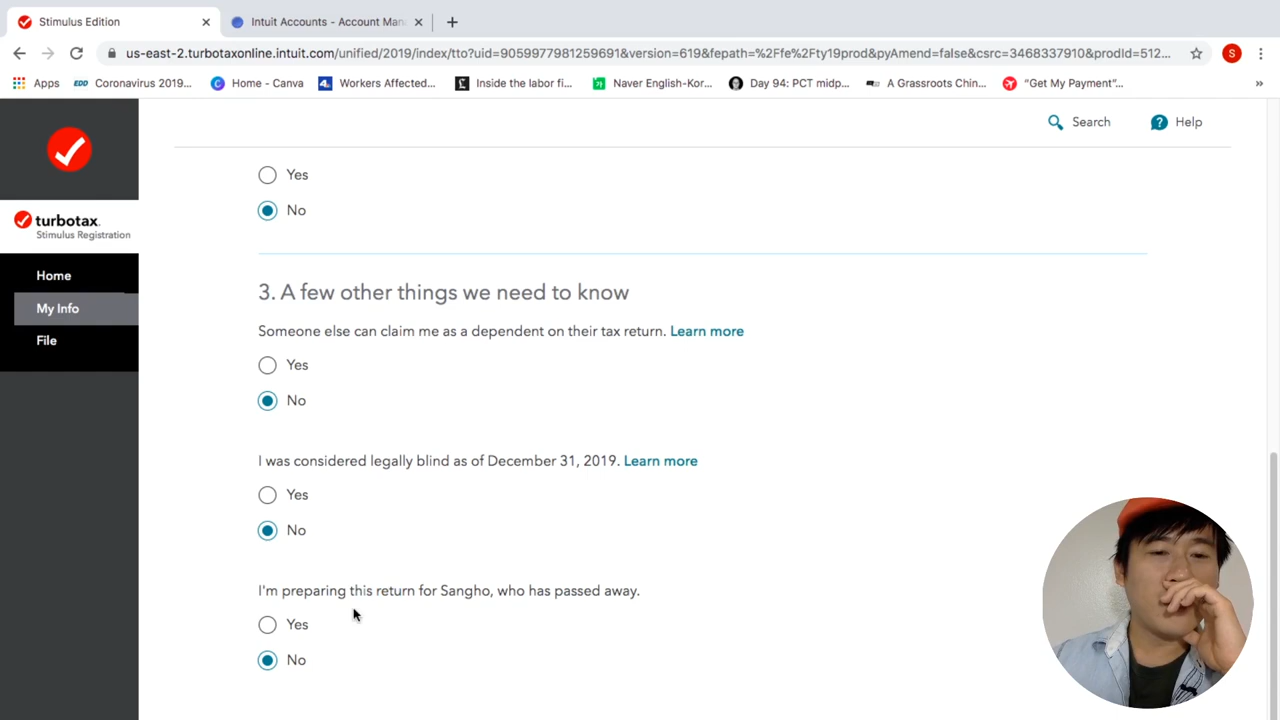 Stimulus Edition
Intuit Accounts - Account Man
us-east-2.turbotaxonline.intuit.com/unified/2019/index/tto?uid=9059977981259691&version=619&fepath=%2Ffe%2Fty19prod&pyAmend=false&csrc=3468337910&prodId=512...
S
Apps
EDD Coronavirus 2019...
Home - Canva
Workers Affected...
Inside the labor fi...
Naver English-Kor...
Day 94: PCT midp...
A Grassroots Chin...
“Get My Payment”...
Search
Help
Yes
turbotax.
No
Stimulus Registration
Home
3. A few other things we need to know
My Info
Someone else can claim me as a dependent on their tax return. Learn more
File
Yes
No
I was considered legally blind as of December 31, 2019. Learn more
Yes
No
I'm preparing this return for Sangho, who has passed away.
Yes
No